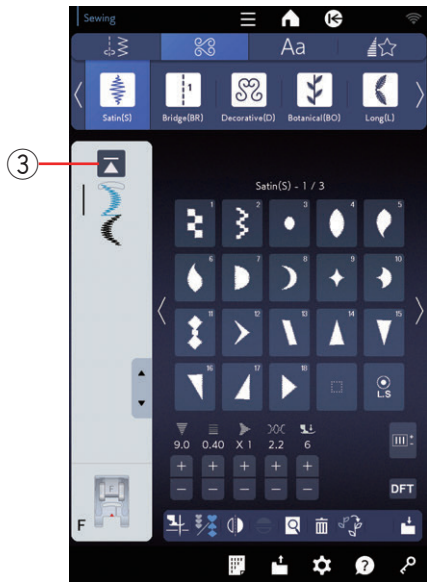 Sewing
Aa
1
Satin(S) Bridge(BR) Decorative(D) Botanical(BO) Long(L)
3
Satin(S) - 1 / 3
1 2 3 4 5
6 7 8 9 10
11 12 13 14 15
16 17 18
L.S
9.0 0.40 X 1 2.2 6
+ + + + +
− − − − −
DFT
F
F
?